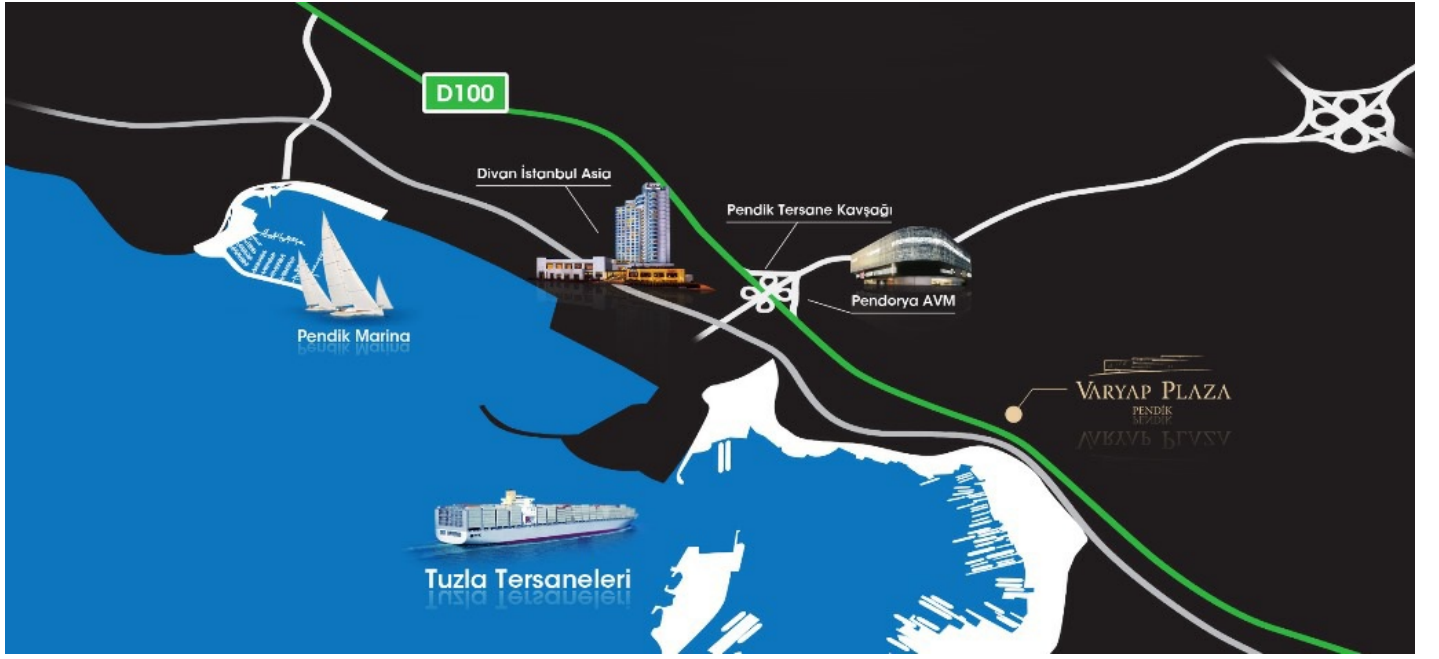 D100
Divan İstanbul Asia
Pendik Tersane Kavşağı
Pendorya AVM
Pendik Marina
VARYAP PLAZA
PENDİK
Tuzla Tersaneleri